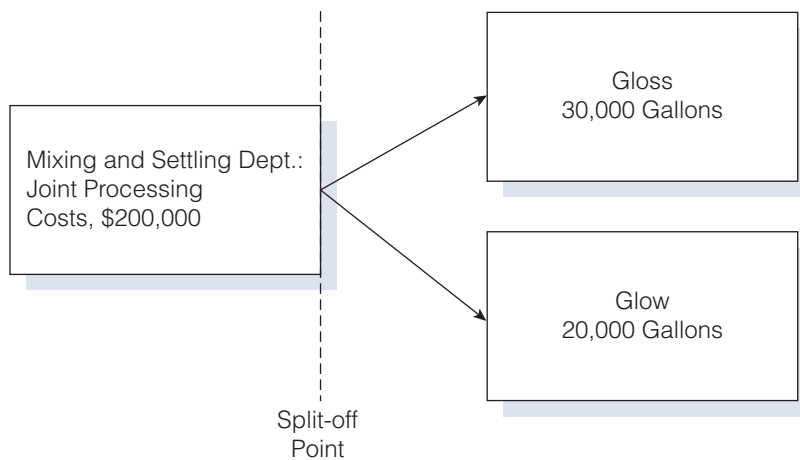 Mixing and Settling Dept.:
Joint Processing
Costs, $200,000
Gloss
30,000 Gallons
Glow
20,000 Gallons
Split-off
Point